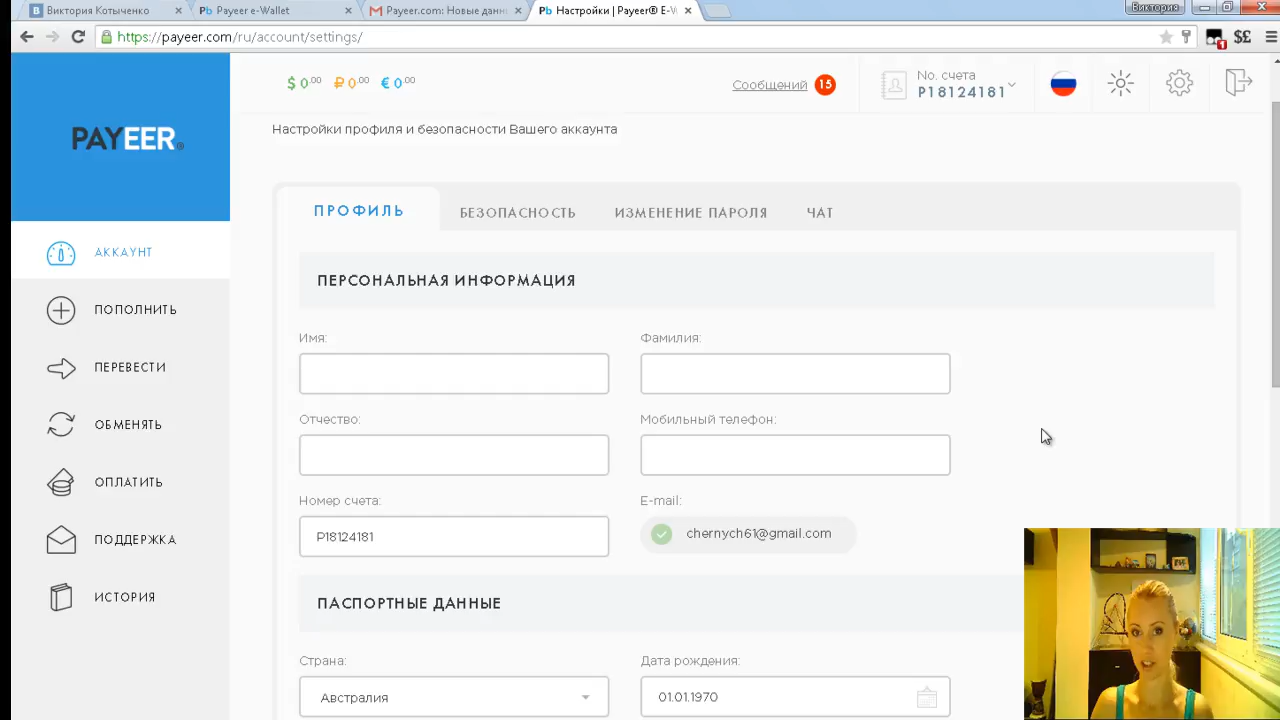 Виктория Котыченко
Payeer e-Wallet
Payeer.com: Новые данн
Настройки | Payeer® E-W
Виктория
https://payeer.com/ru/account/settings/
1
$£
PAYEER®
$ 0.00 ₽ 0.00 € 0.00
Сообщений 15
No. счета
P18124181
Настройки профиля и безопасности Вашего аккаунта
ПРОФИЛЬ
БЕЗОПАСНОСТЬ
ИЗМЕНЕНИЕ ПАРОЛЯ
ЧАТ
АККАУНТ
ПОПОЛНИТЬ
ПЕРЕВЕСТИ
ОБМЕНЯТЬ
ОПЛАТИТЬ
ПОДДЕРЖКА
ИСТОРИЯ
ПЕРСОНАЛЬНАЯ ИНФОРМАЦИЯ
Имя:
Фамилия:
Отчество:
Мобильный телефон:
Номер счета:
P18124181
E-mail:
chernych61@gmail.com
ПАСПОРТНЫЕ ДАННЫЕ
Страна:
Австралия
Дата рождения:
01.01.1970